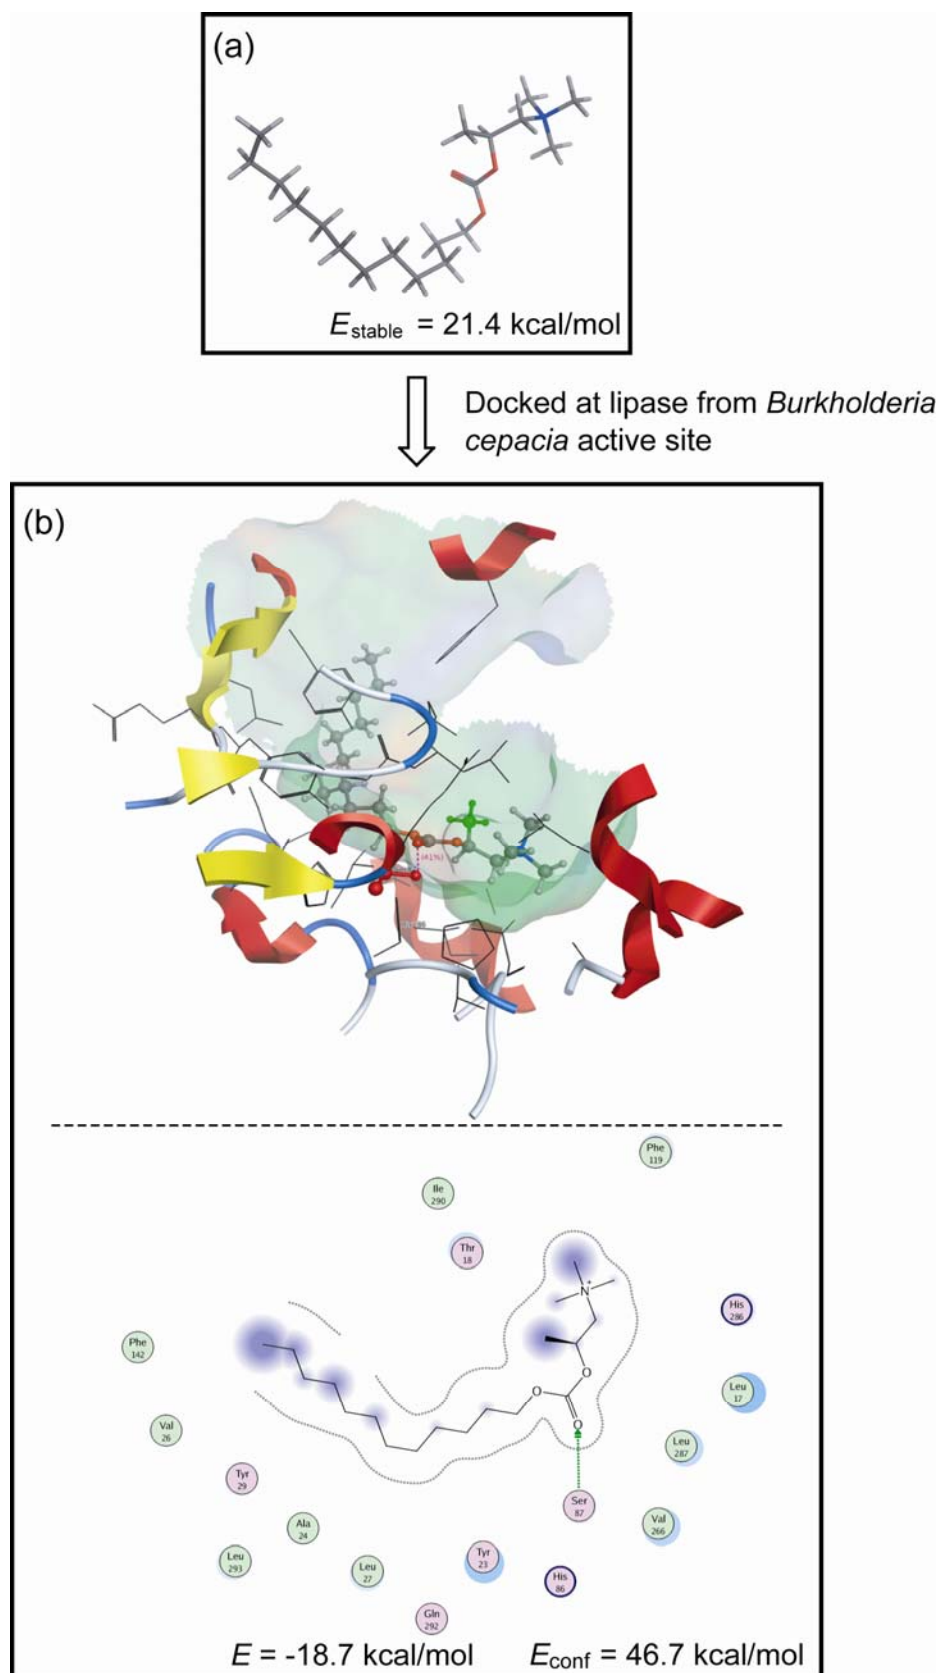 (a)
E stable = 21.4 kcal/mol
Docked at lipase from Burkholderia
cepacia active site
(b)
(41%)
Phe
119
Ile
290
Thr
18
N+
His
286
Phe
142
O
Leu
17
O
Val
26
O
Leu
287
Tyr
29
Ser
87
Val
266
Ala
24
Leu
293
Leu
27
Tyr
23
His
86
Gln
292
E = -18.7 kcal/mol E conf = 46.7 kcal/mol